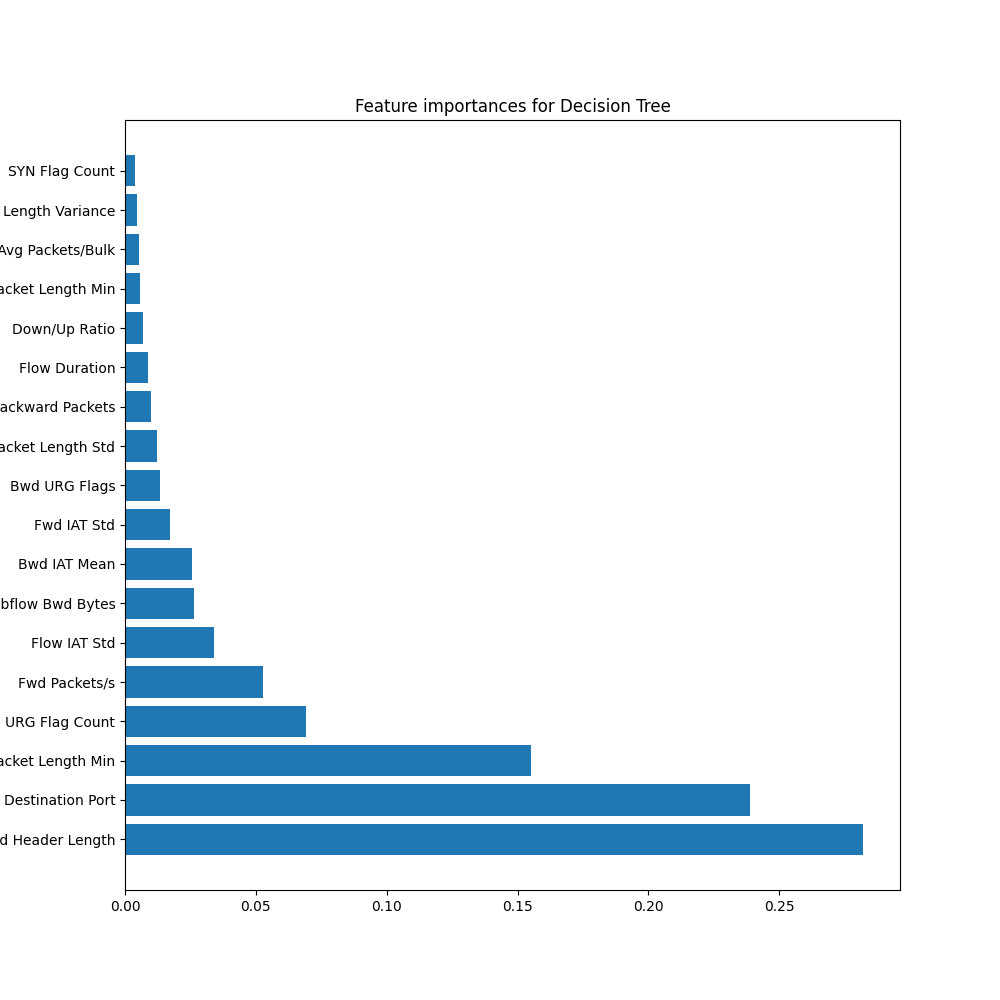 Feature importances for Decision Tree
SYN Flag Count
Length Variance
Avg Packets/Bulk
acket Length Min
Down/Up Ratio
Flow Duration
ackward Packets
acket Length Std
Bwd URG Flags
Fwd IAT Std
Bwd IAT Mean
bflow Bwd Bytes
Flow IAT Std
Fwd Packets/s
URG Flag Count
acket Length Min
Destination Port
d Header Length
0.00 0.05 0.10 0.15 0.20 0.25